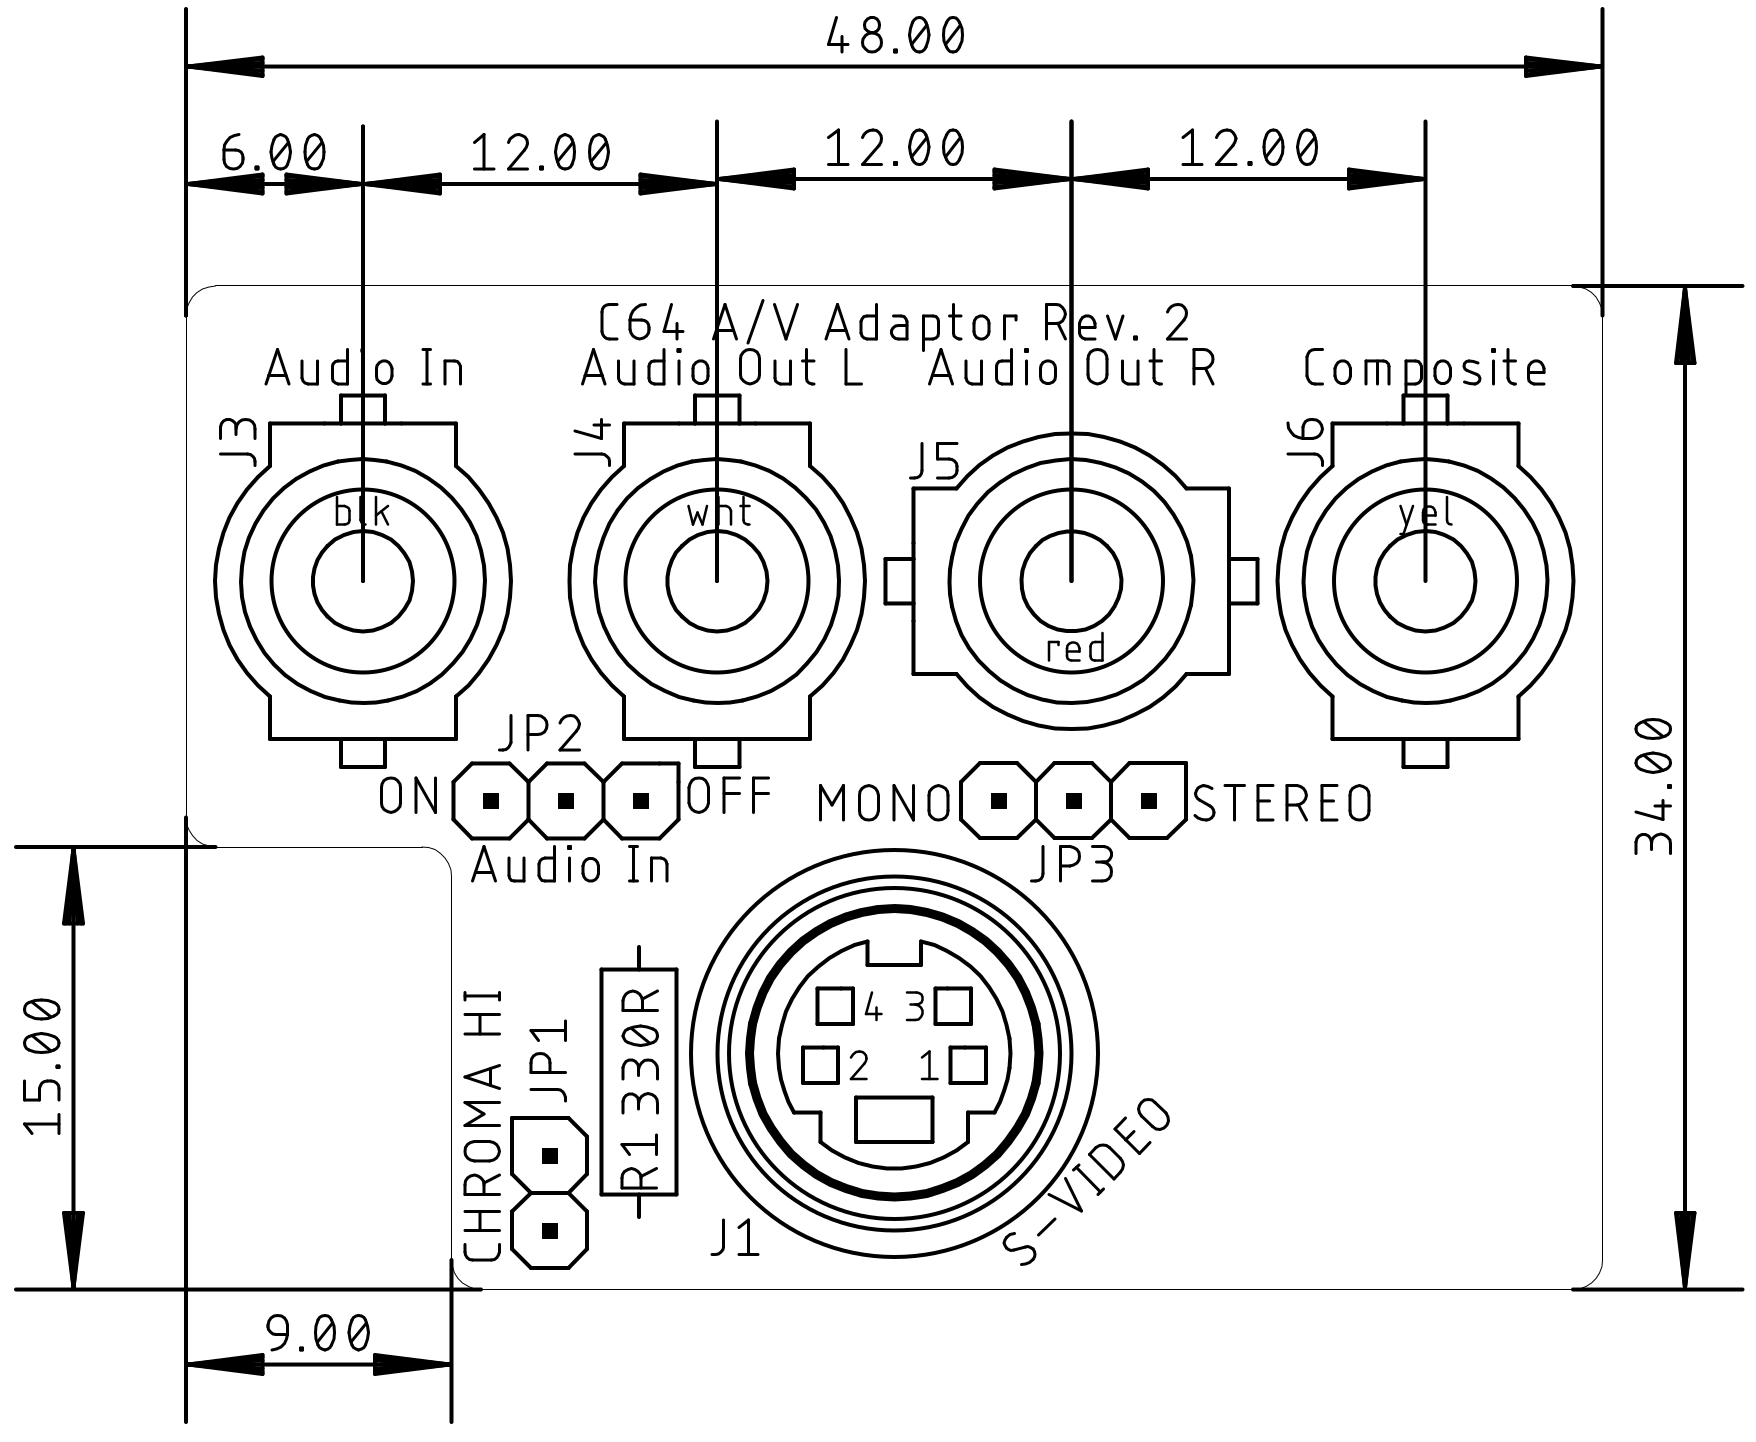 48.00
6.00 12.00 12.00 12.00
C64 A/V Adaptor Rev. 2
Audio In Audio Out L Audio Out R Composite
J3 J4 J5 J6
blk wht yel
red
JP2
ON OFF MONO STEREO
Audio In JP3
34.00
15.00
CHROMA HI
JP1
R1 330R
4 3
2 1
J1
S-VIDEO
9.00